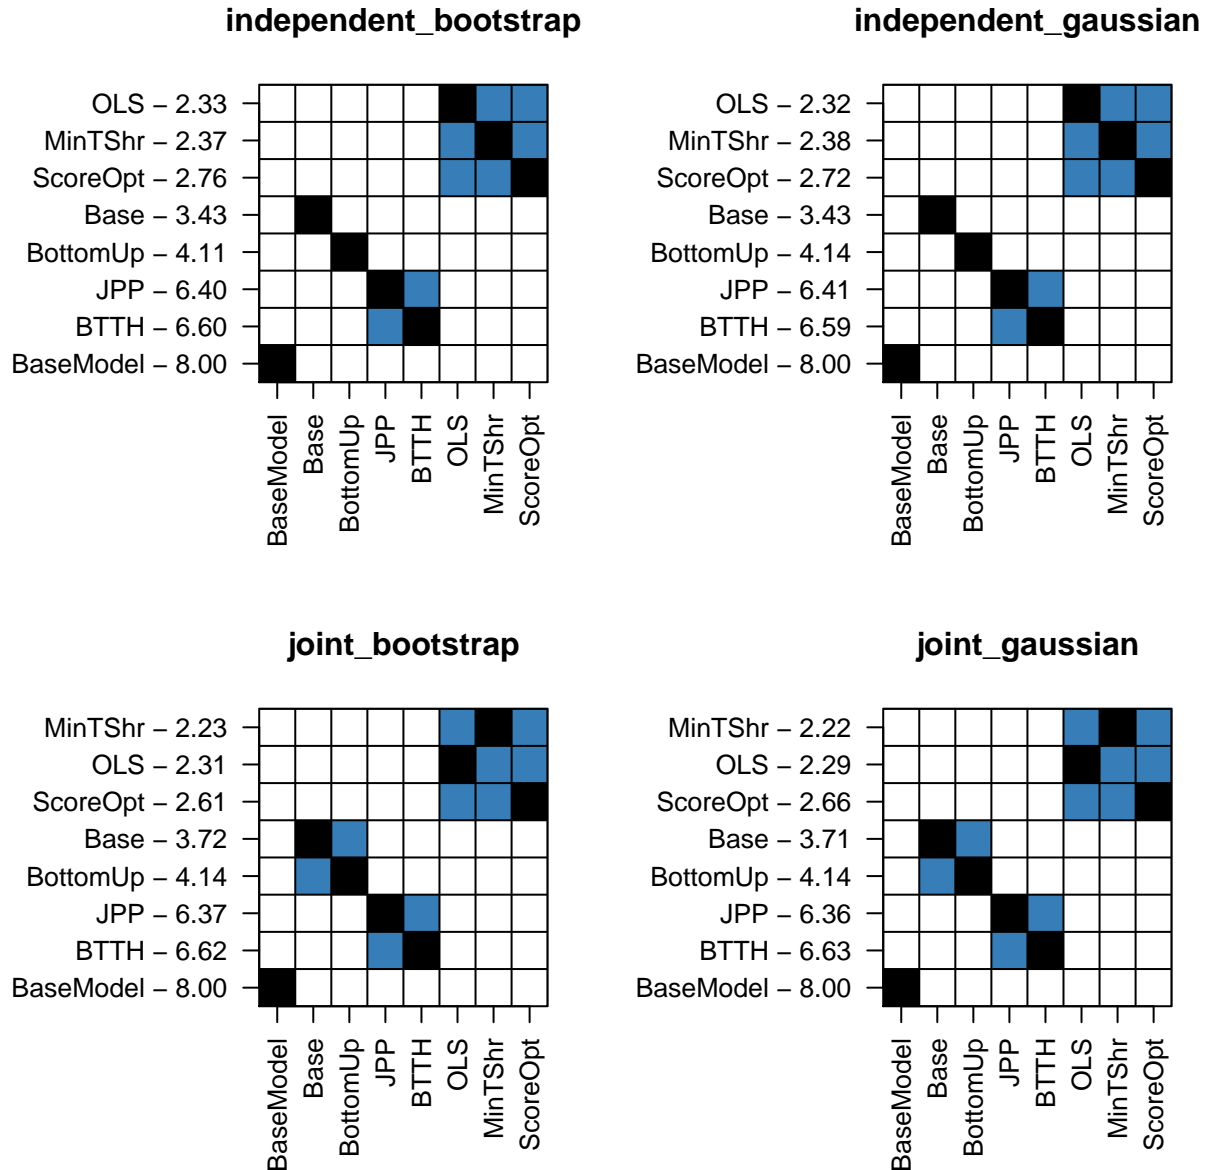 independent_bootstrap
OLS − 2.33
MinTShr − 2.37
ScoreOpt − 2.76
Base − 3.43
BottomUp − 4.11
JPP − 6.40
BTTH − 6.60
BaseModel − 8.00
BaseModel
Base
BottomUp
JPP
BTTH
OLS
MinTShr
ScoreOpt
independent_gaussian
OLS − 2.32
MinTShr − 2.38
ScoreOpt − 2.72
Base − 3.43
BottomUp − 4.14
JPP − 6.41
BTTH − 6.59
BaseModel − 8.00
BaseModel
Base
BottomUp
JPP
BTTH
OLS
MinTShr
ScoreOpt
joint_bootstrap
MinTShr − 2.23
OLS − 2.31
ScoreOpt − 2.61
Base − 3.72
BottomUp − 4.14
JPP − 6.37
BTTH − 6.62
BaseModel − 8.00
BaseModel
Base
BottomUp
JPP
BTTH
OLS
MinTShr
ScoreOpt
joint_gaussian
MinTShr − 2.22
OLS − 2.29
ScoreOpt − 2.66
Base − 3.71
BottomUp − 4.14
JPP − 6.36
BTTH − 6.63
BaseModel − 8.00
BaseModel
Base
BottomUp
JPP
BTTH
OLS
MinTShr
ScoreOpt